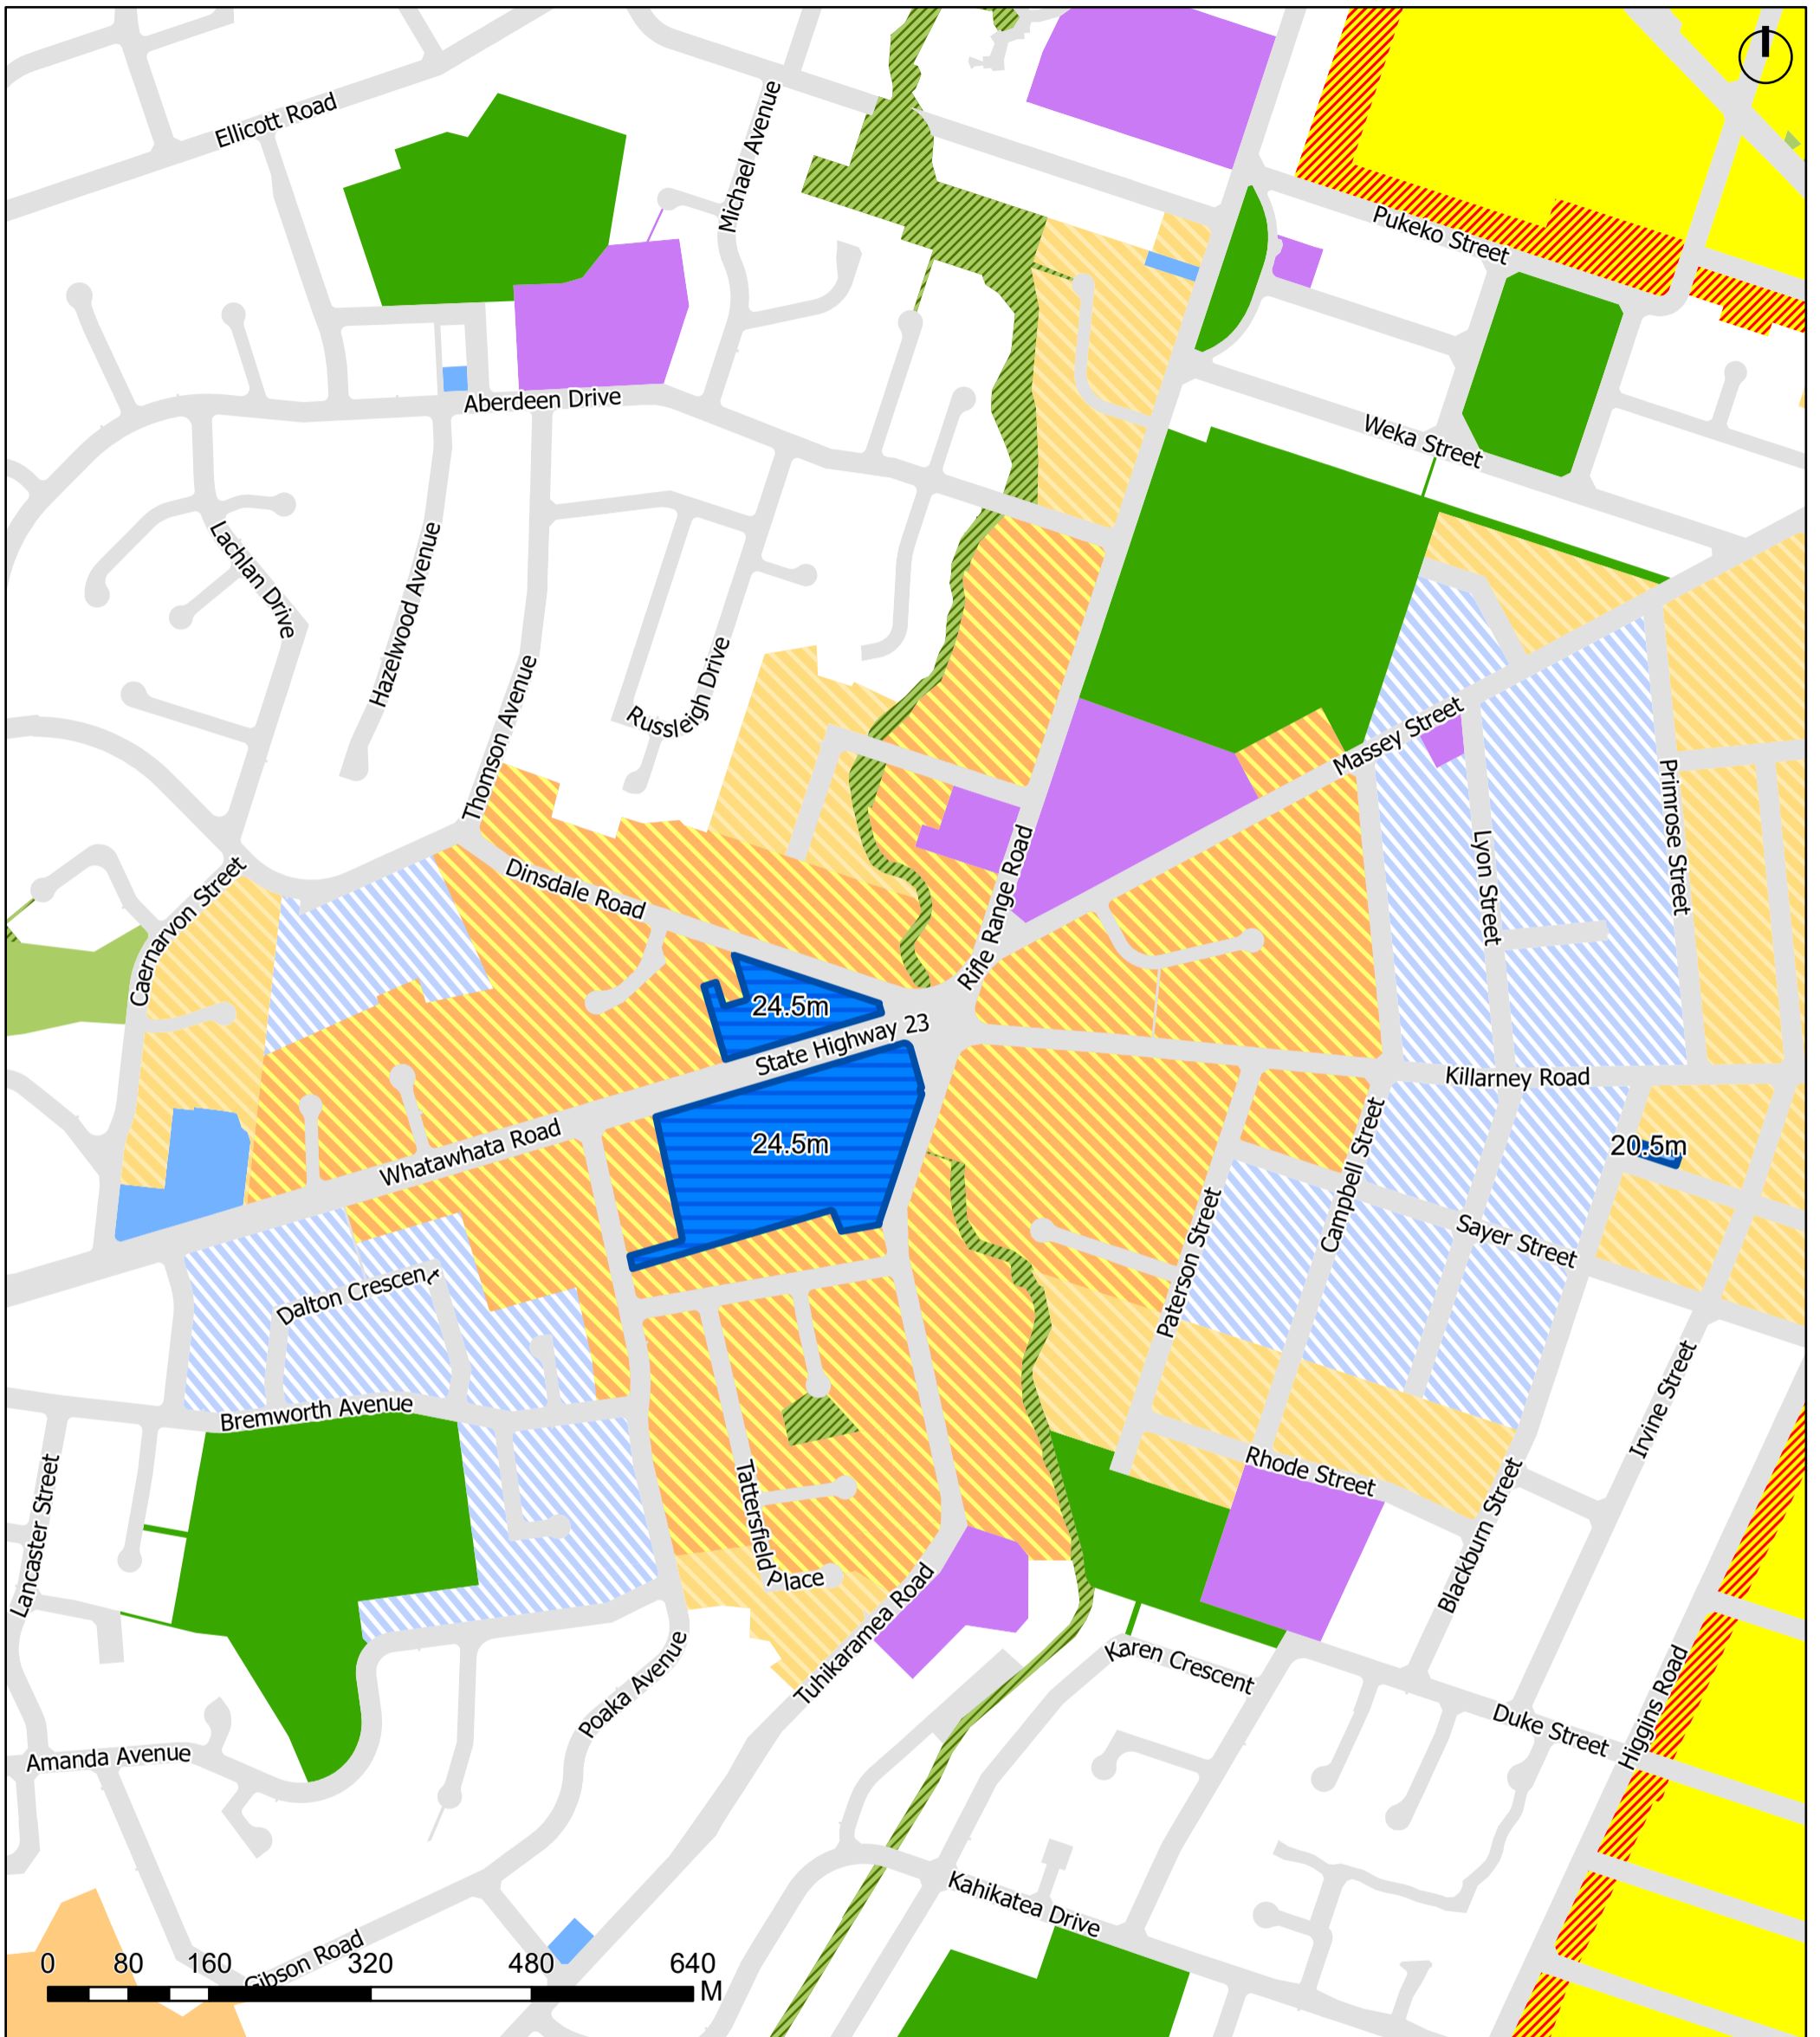 Ellicott Road
Michael Avenue
Pukeko Street
Aberdeen Drive
Weka Street
Lachlan Drive
Hazelwood Avenue
Thomson Avenue
Russleigh Drive
Massey Street
Primrose Street
Lyon Street
Caernarvon Street
Dinsdale Road
Rifle Range Road
24.5m
State Highway 23
Killarney Road
24.5m
20.5m
Whatawhata Road
Campbell Street
Paterson Street
Sayer Street
Dalton Crescent
Bremworth Avenue
Irvine Street
Rhode Street
Lancaster Street
Tattersfield Place
Blackburn Street
Tuhikaramea Road
Karen Crescent
Poaka Avenue
Higgins Road
Duke Street
Amanda Avenue
Kahikatea Drive
Gibson Road
0 80 160 320 480 640
M